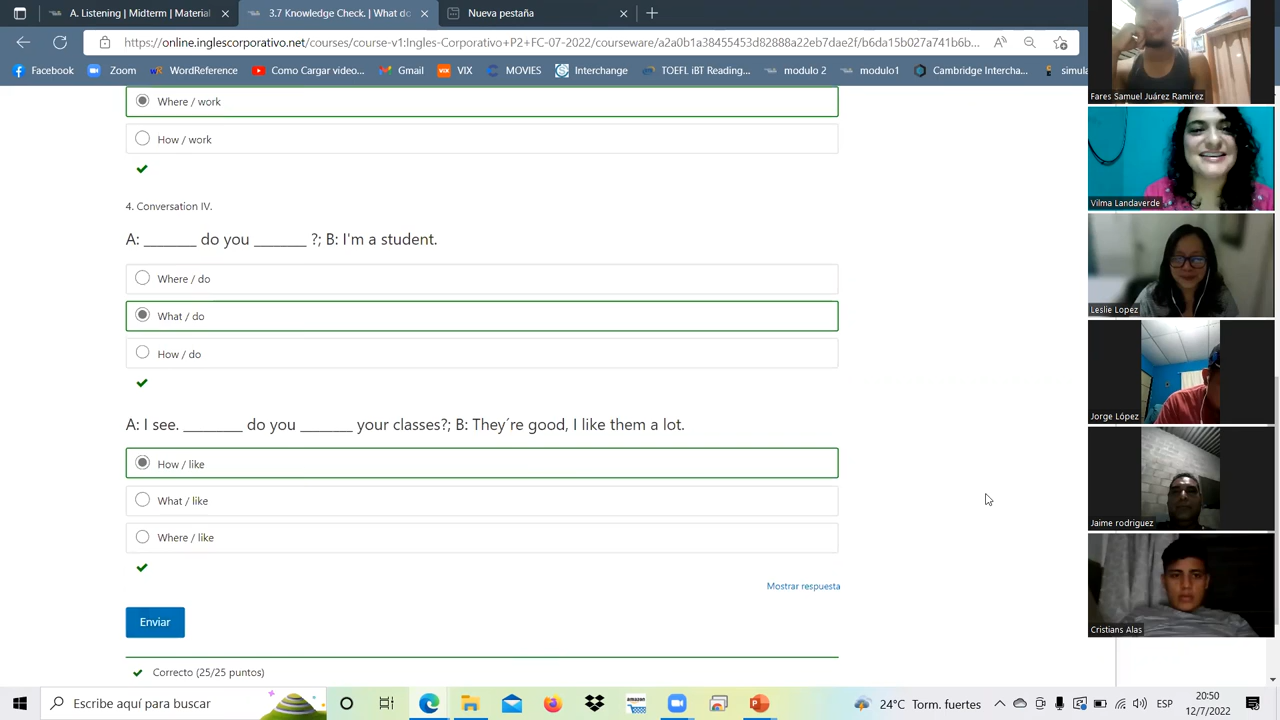 A. Listening | Midterm | Material
3.7 Knowledge Check. | What do
Nueva pestaña
https://online.inglescorporativo.net/courses/course-v1:Ingles-Corporativo+P2+FC-07-2022/courseware/a2a0b1a38455453d82888a22eb7dae2f/b6da15b027a741b6b...
Facebook
Zoom
WordReference
Como Cargar vídeo...
Gmail
VIX
MOVIES
Interchange
TOEFL iBT Reading...
modulo 2
modulo1
Cambridge Intercha...
simula
Where / work
How / work
4. Conversation IV.
A: _______ do you _______ ?; B: I'm a student.
Where / do
What / do
How / do
A: I see. ________ do you _______ your classes?; B: They´re good, I like them a lot.
How / like
What / like
Where / like
Mostrar respuesta
Enviar
Correcto (25/25 puntos)
Fares Samuel Juárez Ramirez
Vilma Landaverde
Leslie Lopez
Jorge López
Jaime rodriguez
Cristians Alas
Escribe aquí para buscar
amazon
24°C Torm. fuertes
ESP
20:50
12/7/2022